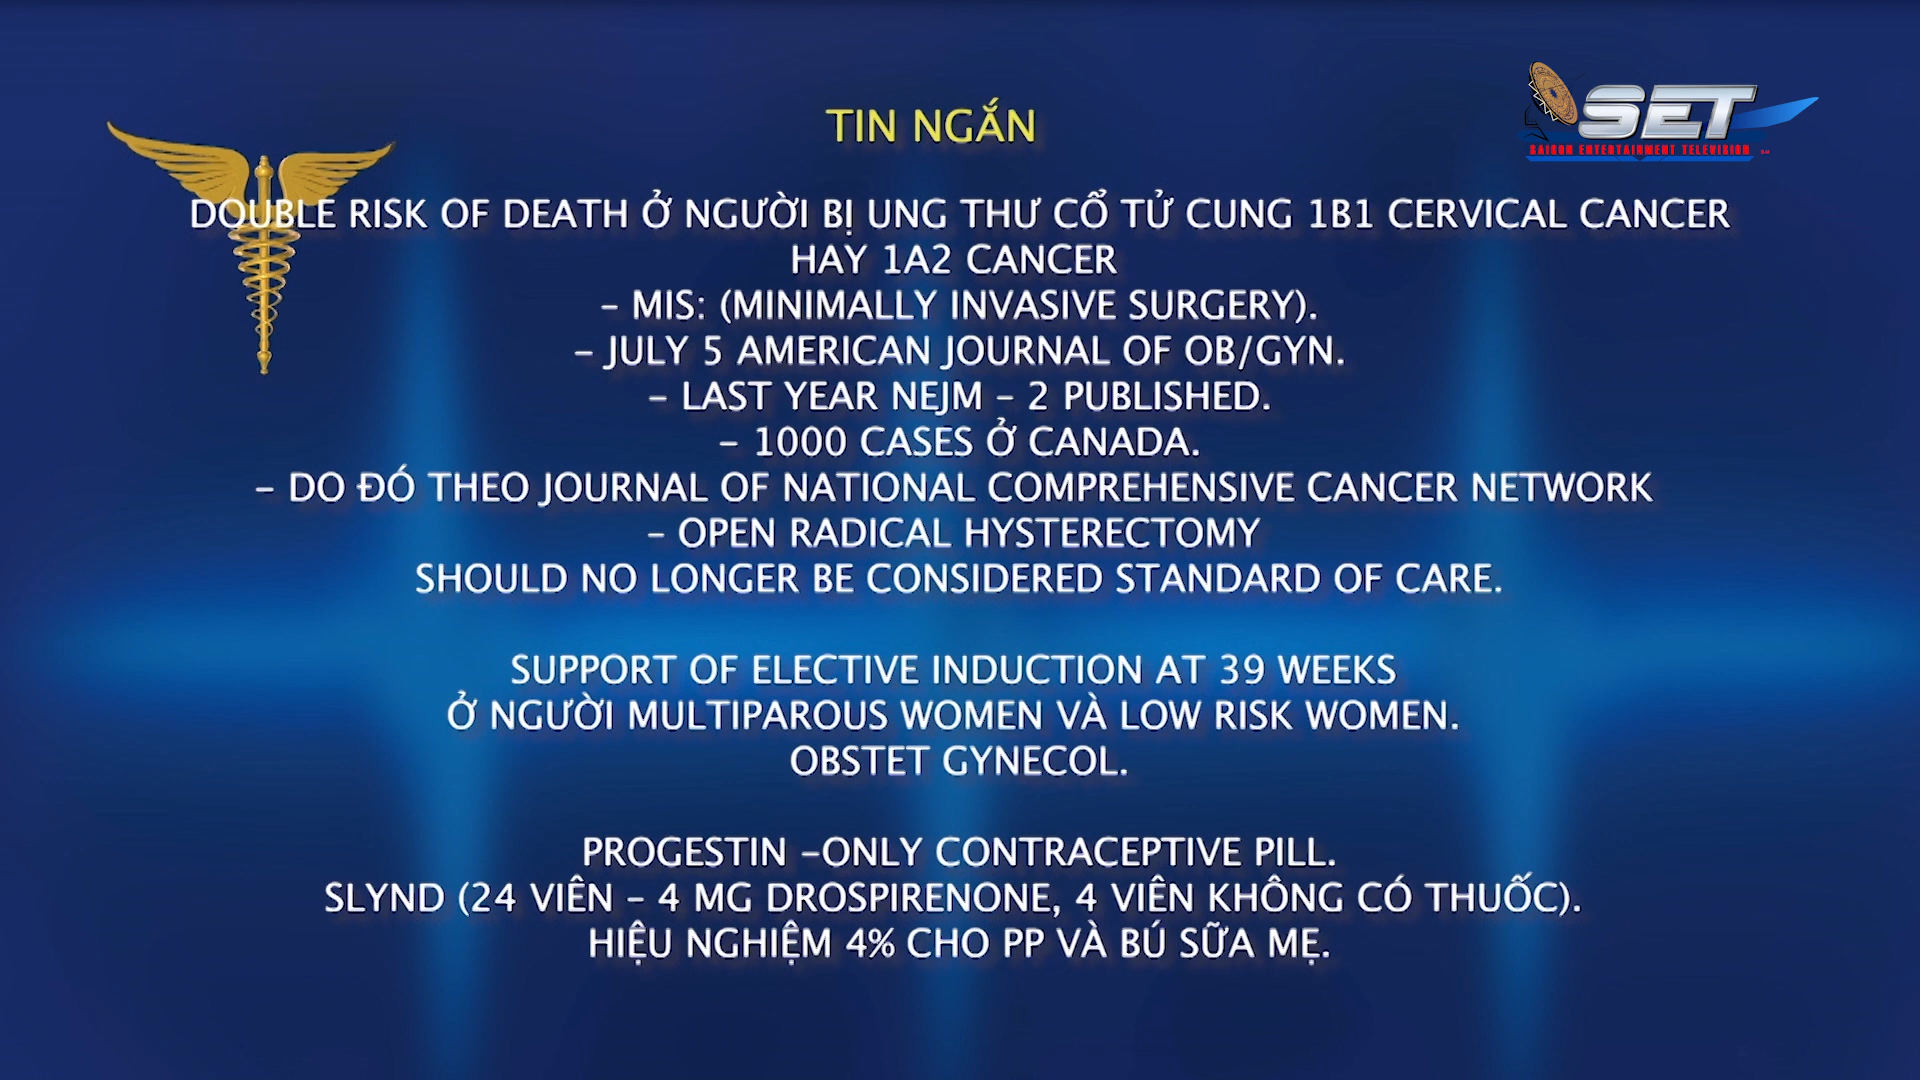 SET
SAIGON ENTERTAINMENT TELEVISION
TIN NGẮN
DOUBLE RISK OF DEATH Ở NGƯỜI BỊ UNG THƯ CỔ TỬ CUNG 1B1 CERVICAL CANCER
HAY 1A2 CANCER
– MIS: (MINIMALLY INVASIVE SURGERY).
– JULY 5 AMERICAN JOURNAL OF OB/GYN.
– LAST YEAR NEJM – 2 PUBLISHED.
– 1000 CASES Ở CANADA.
– DO ĐÓ THEO JOURNAL OF NATIONAL COMPREHENSIVE CANCER NETWORK
– OPEN RADICAL HYSTERECTOMY
SHOULD NO LONGER BE CONSIDERED STANDARD OF CARE.
SUPPORT OF ELECTIVE INDUCTION AT 39 WEEKS
Ở NGƯỜI MULTIPAROUS WOMEN VÀ LOW RISK WOMEN.
OBSTET GYNECOL.
PROGESTIN –ONLY CONTRACEPTIVE PILL.
SLYND (24 VIÊN – 4 MG DROSPIRENONE, 4 VIÊN KHÔNG CÓ THUỐC).
HIỆU NGHIỆM 4% CHO PP VÀ BÚ SỮA MẸ.